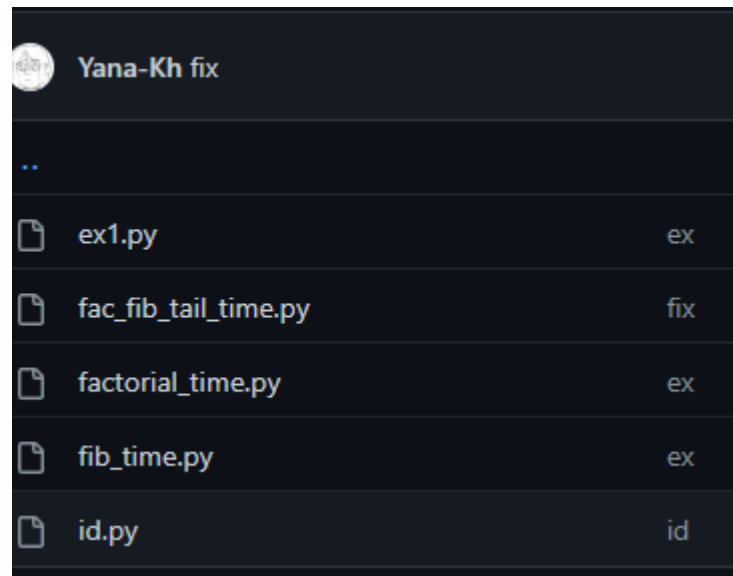 Yana-Kh fix
..
ex1.py ex
fac_fib_tail_time.py fix
factorial_time.py ex
fib_time.py ex
id.py id